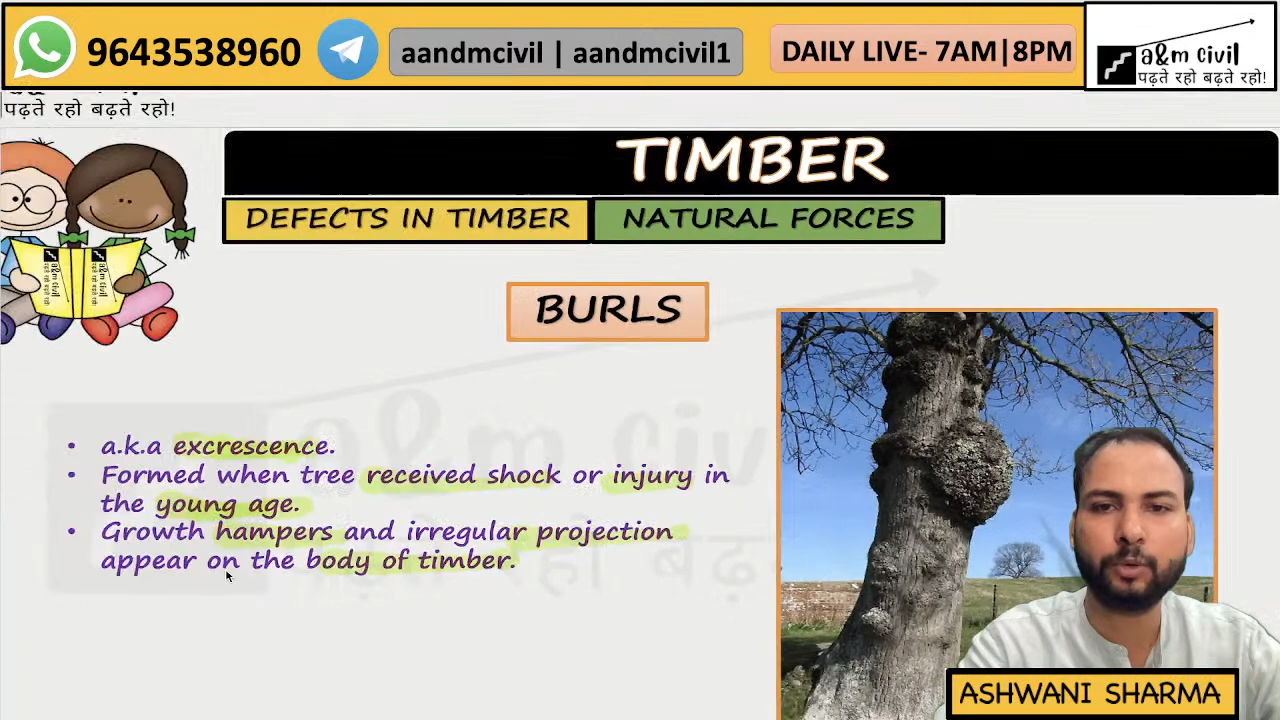 9643538960
aandmcivil | aandmcivil1
DAILY LIVE- 7AM|8PM
a&m civil
पढ़ते रहो बढ़ते रहो!
पढ़ते रहो बढ़ते रहो!
TIMBER
DEFECTS IN TIMBER
NATURAL FORCES
BURLS
• a.k.a excrescence.
• Formed when tree received shock or injury in
the young age.
• Growth hampers and irregular projection
appear on the body of timber.
a&m civil
ASHWANI SHARMA